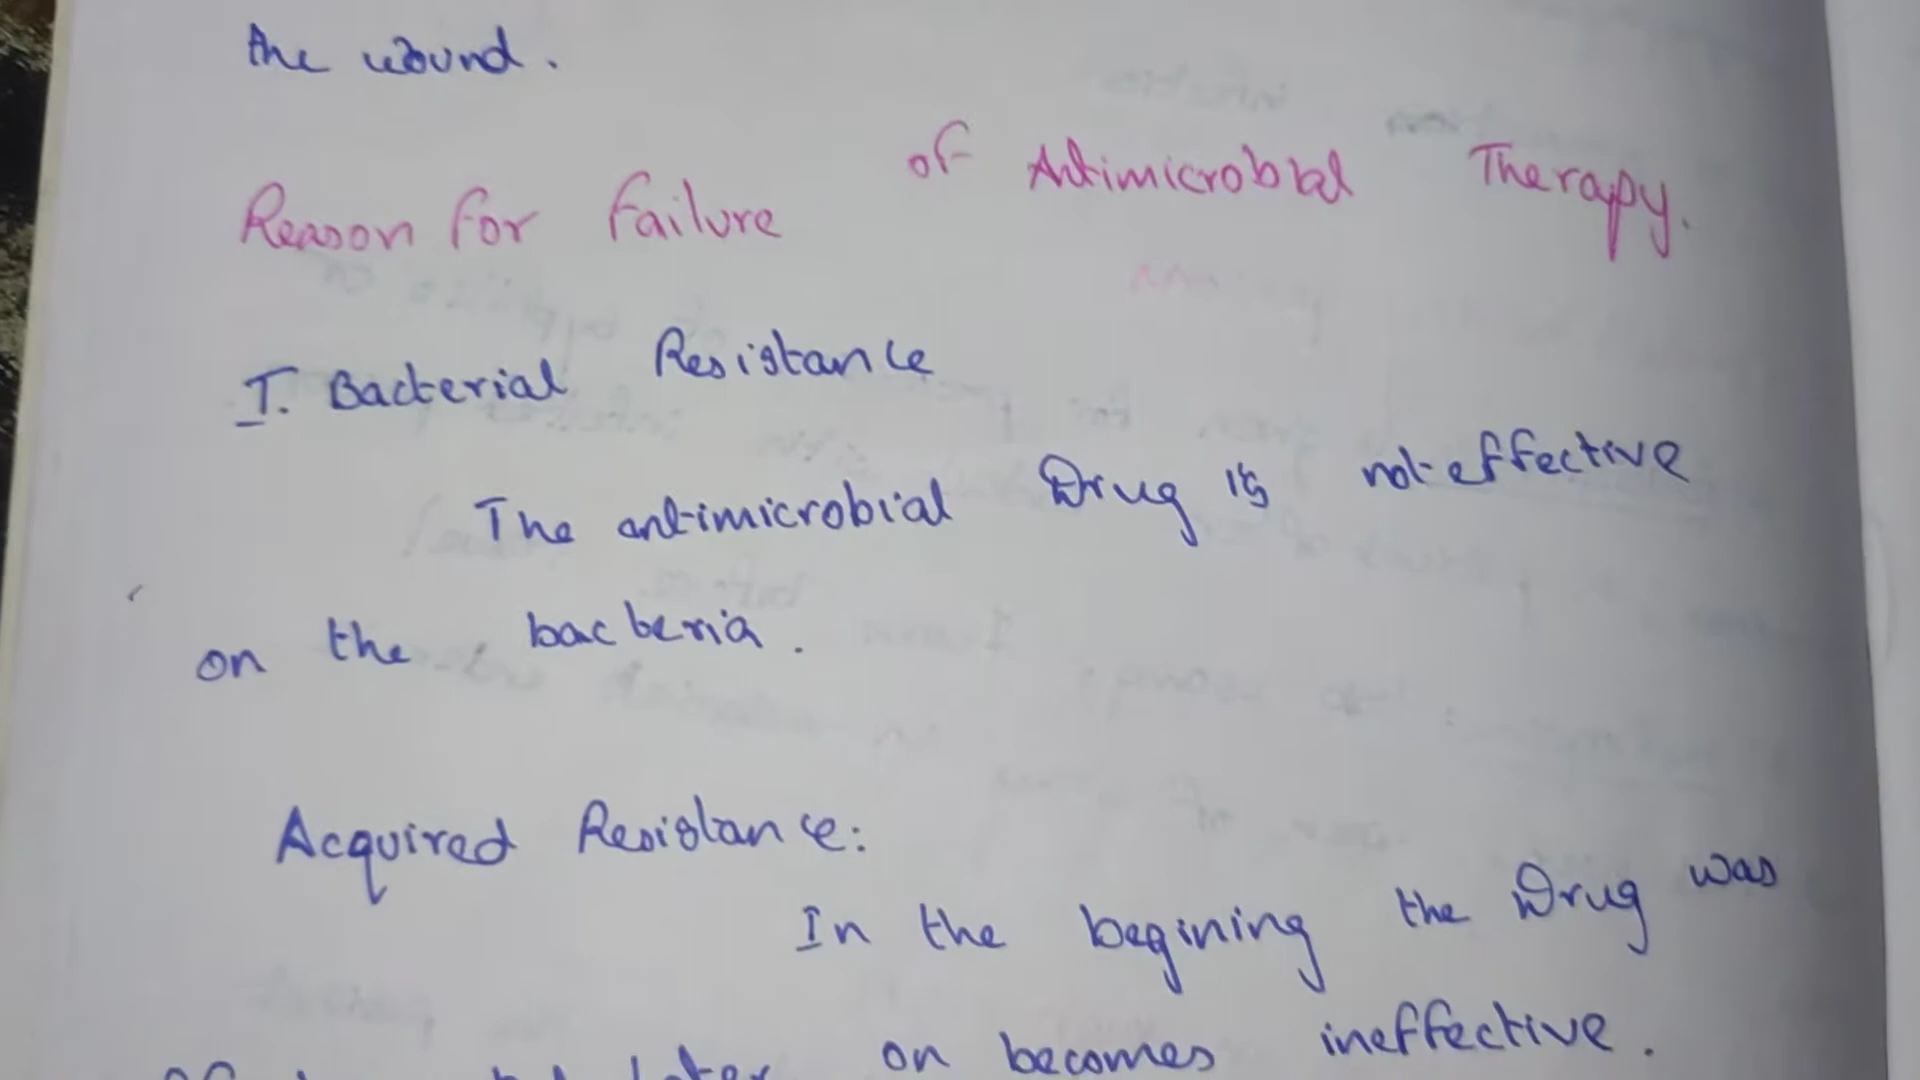 the wound.
Reason for Failure of Antimicrobial Therapy.
I. Bacterial Resistance
The antimicrobial Drug is not effective
on the bacteria.
Acquired Resistance:
In the begining the Drug was
later on becomes ineffective.